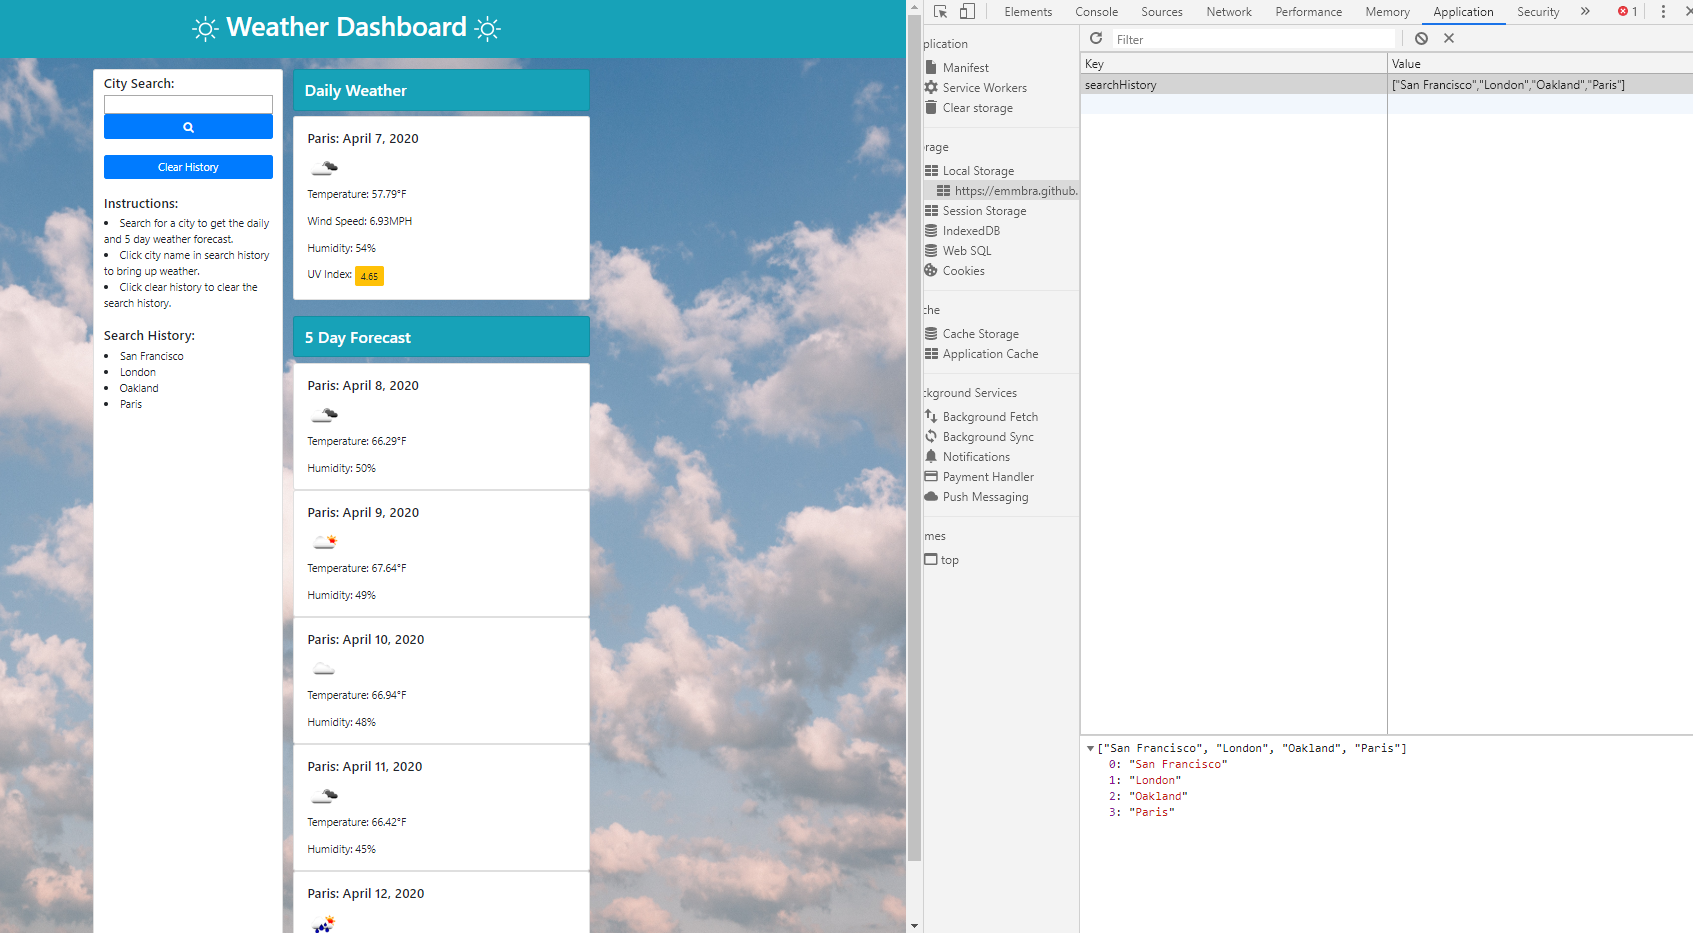 Weather Dashboard
City Search:
Clear History
Instructions:
Search for a city to get the daily
and 5 day weather forecast.
Click city name in search history
to bring up weather.
Click clear history to clear the
search history.
Search History:
San Francisco
London
Oakland
Paris
Daily Weather
Paris: April 7, 2020
Temperature: 57.79°F
Wind Speed: 6.93MPH
Humidity: 54%
UV Index: 4.65
5 Day Forecast
Paris: April 8, 2020
Temperature: 66.29°F
Humidity: 50%
Paris: April 9, 2020
Temperature: 67.64°F
Humidity: 49%
Paris: April 10, 2020
Temperature: 66.94°F
Humidity: 48%
Paris: April 11, 2020
Temperature: 66.42°F
Humidity: 45%
Paris: April 12, 2020
Elements Console Sources Network Performance Memory Application Security » 1
plication
Manifest
Service Workers
Clear storage
rage
Local Storage
https://emmbra.github.
Session Storage
IndexedDB
Web SQL
Cookies
che
Cache Storage
Application Cache
ckground Services
Background Fetch
Background Sync
Notifications
Payment Handler
Push Messaging
mes
top
Filter
Key Value
searchHistory ["San Francisco","London","Oakland","Paris"]
["San Francisco", "London", "Oakland", "Paris"]
0: "San Francisco"
1: "London"
2: "Oakland"
3: "Paris"